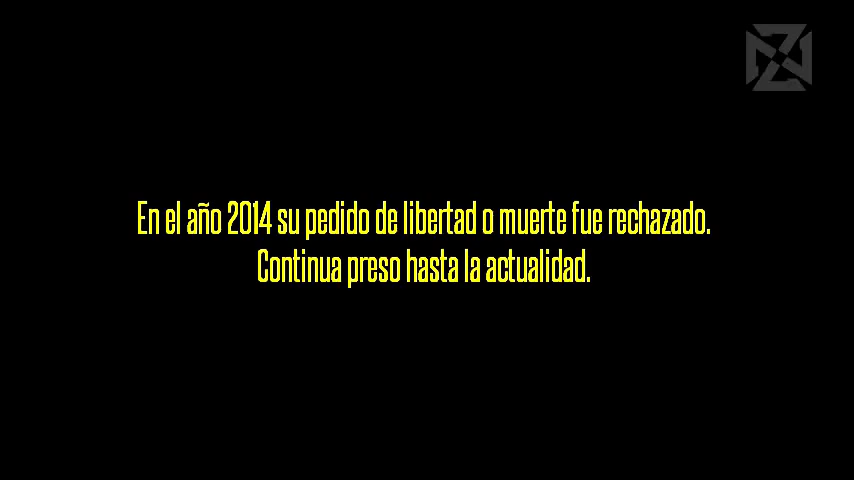 En el año 2014 su pedido de libertad o muerte fue rechazado.
Continua preso hasta la actualidad.